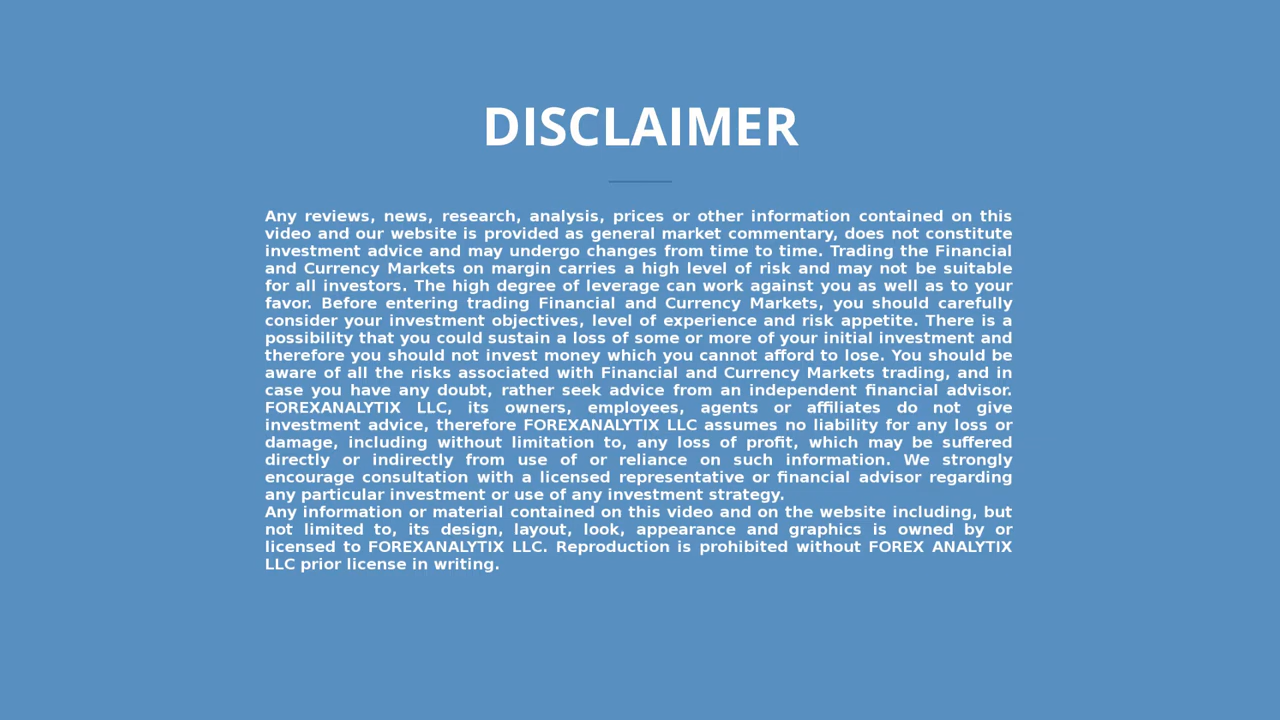 DISCLAIMER
Any reviews, news, research, analysis, prices or other information contained on this
video and our website is provided as general market commentary, does not constitute
investment advice and may undergo changes from time to time. Trading the Financial
and Currency Markets on margin carries a high level of risk and may not be suitable
for all investors. The high degree of leverage can work against you as well as to your
favor. Before entering trading Financial and Currency Markets, you should carefully
consider your investment objectives, level of experience and risk appetite. There is a
possibility that you could sustain a loss of some or more of your initial investment and
therefore you should not invest money which you cannot afford to lose. You should be
aware of all the risks associated with Financial and Currency Markets trading, and in
case you have any doubt, rather seek advice from an independent financial advisor.
FOREXANALYTIX LLC, its owners, employees, agents or affiliates do not give
investment advice, therefore FOREXANALYTIX LLC assumes no liability for any loss or
damage, including without limitation to, any loss of profit, which may be suffered
directly or indirectly from use of or reliance on such information. We strongly
encourage consultation with a licensed representative or financial advisor regarding
any particular investment or use of any investment strategy.
Any information or material contained on this video and on the website including, but
not limited to, its design, layout, look, appearance and graphics is owned by or
licensed to FOREXANALYTIX LLC. Reproduction is prohibited without FOREX ANALYTIX
LLC prior license in writing.